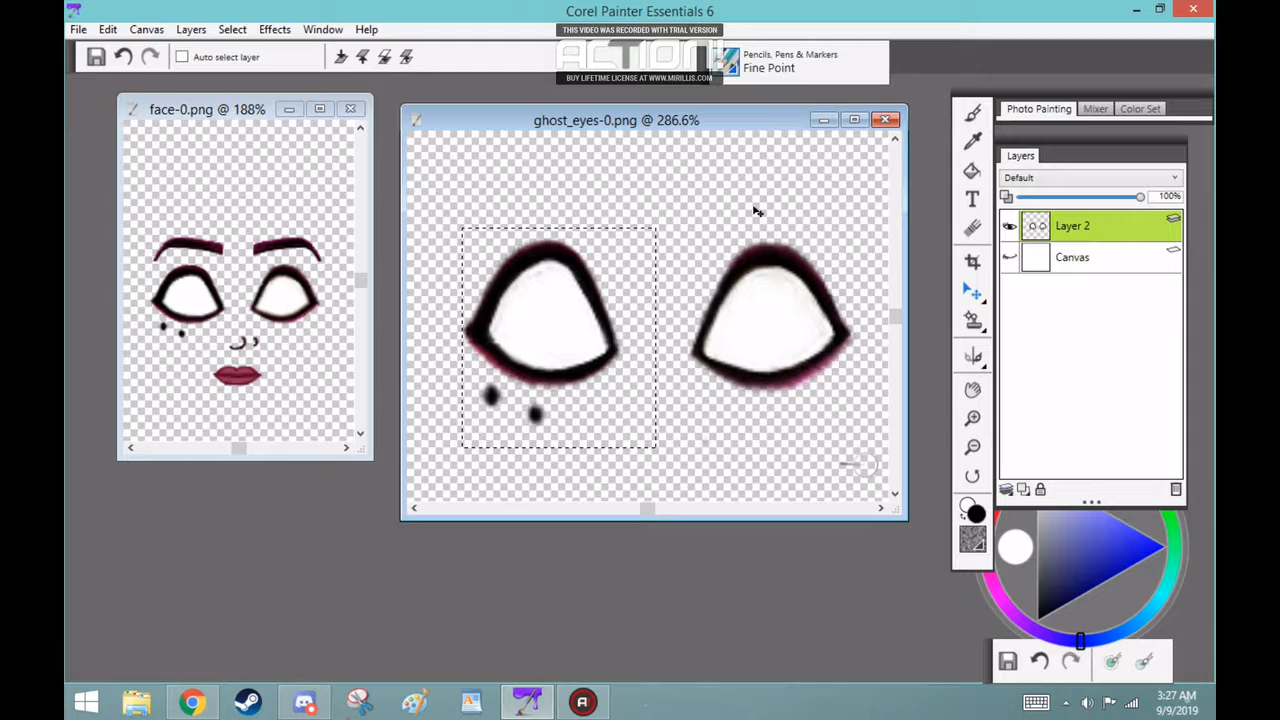 Corel Painter Essentials 6
File Edit Canvas Layers Select Effects Window Help
THIS VIDEO WAS RECORDED WITH TRIAL VERSION
ACTION!
BUY LIFETIME LICENSE AT WWW.MIRILLIS.COM
Auto select layer
Pencils, Pens & Markers
Fine Point
face-0.png @ 188%
ghost_eyes-0.png @ 286.6%
Photo Painting Mixer Color Set
Layers
Default
100%
Layer 2
Canvas
3:27 AM
9/9/2019